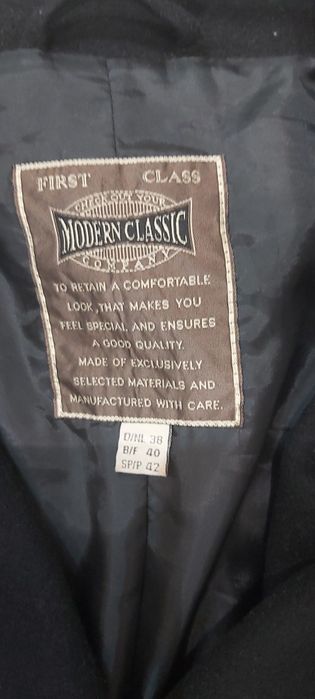 FIRST CLASS
CHECK OUT YOUR
MODERN CLASSIC
COMPANY
TO RETAIN A COMFORTABLE
LOOK, THAT MAKES YOU
FEEL SPECIAL AND ENSURES
A GOOD QUALITY.
MADE OF EXCLUSIVELY
SELECTED MATERIALS AND
MANUFACTURED WITH CARE.
D/NL 38
B/F 40
SP/P 42